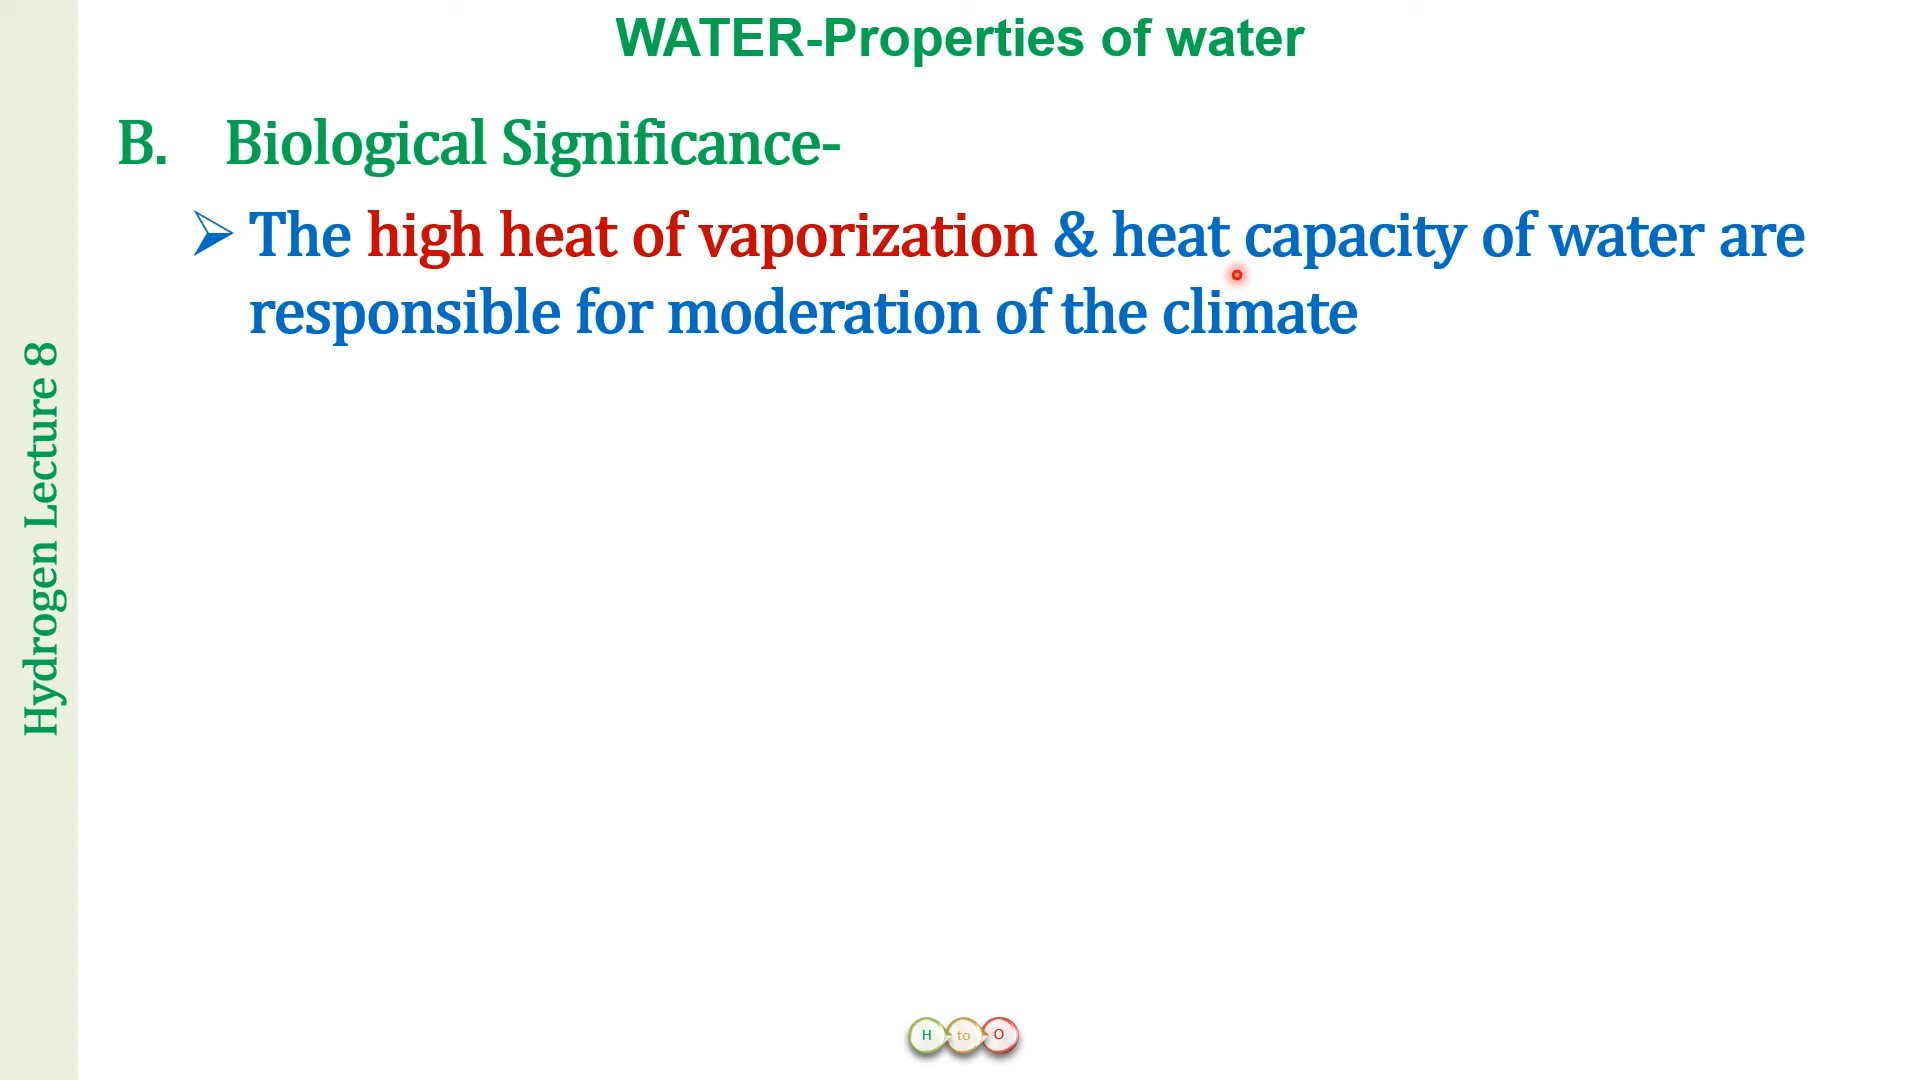 WATER-Properties of water
B. Biological Significance-
The high heat of vaporization & heat capacity of water are
responsible for moderation of the climate
Hydrogen Lecture 8
H to O